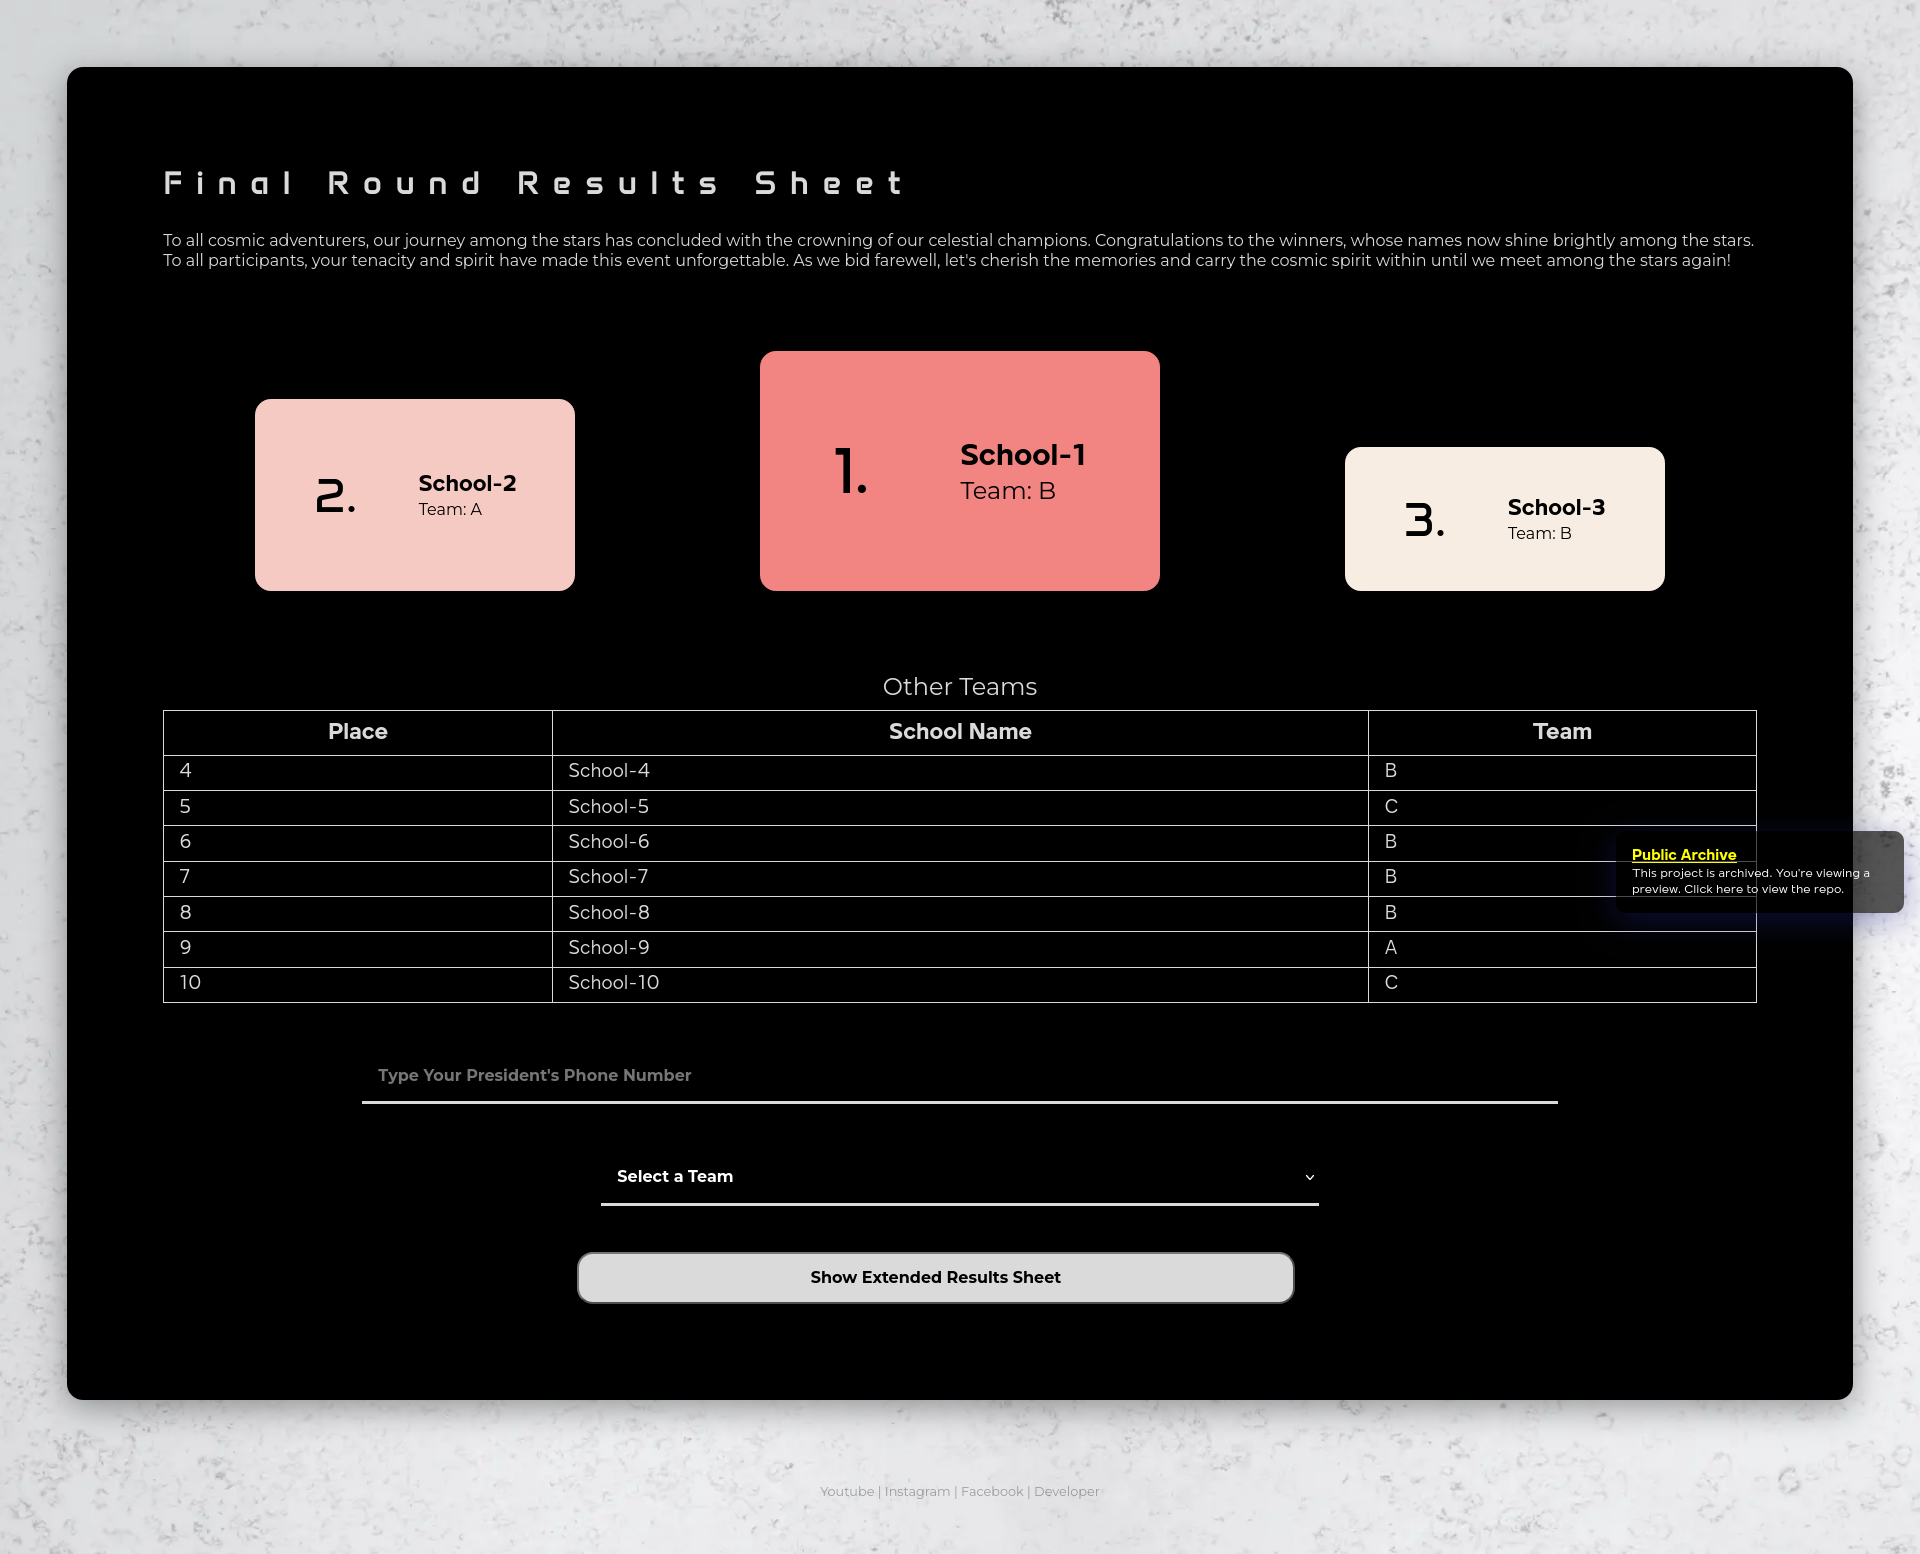 Final Round Results Sheet
To all cosmic adventurers, our journey among the stars has concluded with the crowning of our celestial champions. Congratulations to the winners, whose names now shine brightly among the stars.
To all participants, your tenacity and spirit have made this event unforgettable. As we bid farewell, let's cherish the memories and carry the cosmic spirit within until we meet among the stars again!
2.
School-2
Team: A
1.
School-1
Team: B
3.
School-3
Team: B
Other Teams
Place School Name Team
4 School-4 B
5 School-5 C
6 School-6 B
7 School-7 B
8 School-8 B
9 School-9 A
10 School-10 C
Public Archive
This project is archived. You're viewing a
preview. Click here to view the repo.
Type Your President's Phone Number
Select a Team
Show Extended Results Sheet
Youtube | Instagram | Facebook | Developer